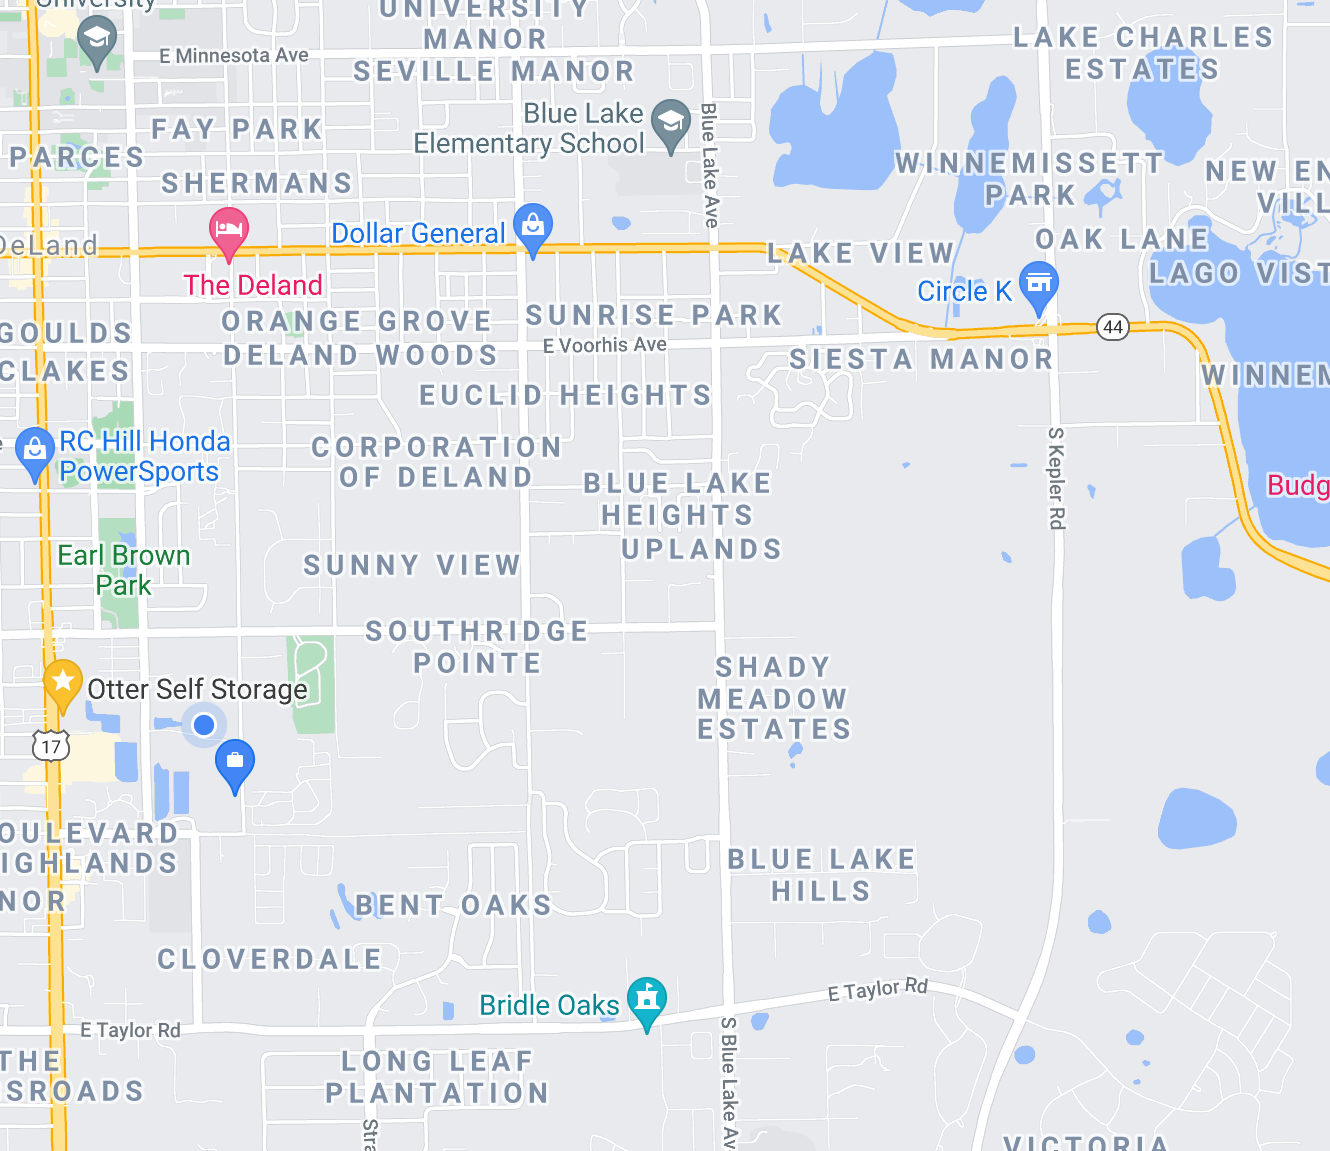 University
UNIVERSITY
MANOR
E Minnesota Ave
SEVILLE MANOR
LAKE CHARLES
ESTATES
Blue Lake
Elementary School
Blue Lake Ave
FAY PARK
PARCES
SHERMANS
WINNEMISSETT
PARK
NEW EN
VILL
DeLand
The Deland
Dollar General
LAKE VIEW
OAK LANE
LAGO VIST
Circle K
44
GOULDS
CLAKES
ORANGE GROVE
DELAND WOODS
SUNRISE PARK
E Voorhis Ave
SIESTA MANOR
WINNEM
EUCLID HEIGHTS
RC Hill Honda
PowerSports
CORPORATION
OF DELAND
BLUE LAKE
HEIGHTS
UPLANDS
S Kepler Rd
Budg
Earl Brown
Park
SUNNY VIEW
SOUTHRIDGE
POINTE
Otter Self Storage
17
SHADY
MEADOW
ESTATES
OULEVARD
IGHLANDS
NOR
BLUE LAKE
HILLS
BENT OAKS
CLOVERDALE
Bridle Oaks
E Taylor Rd
E Taylor Rd
THE
SROADS
LONG LEAF
PLANTATION
Stra
S Blue Lake Av
VICTORIA